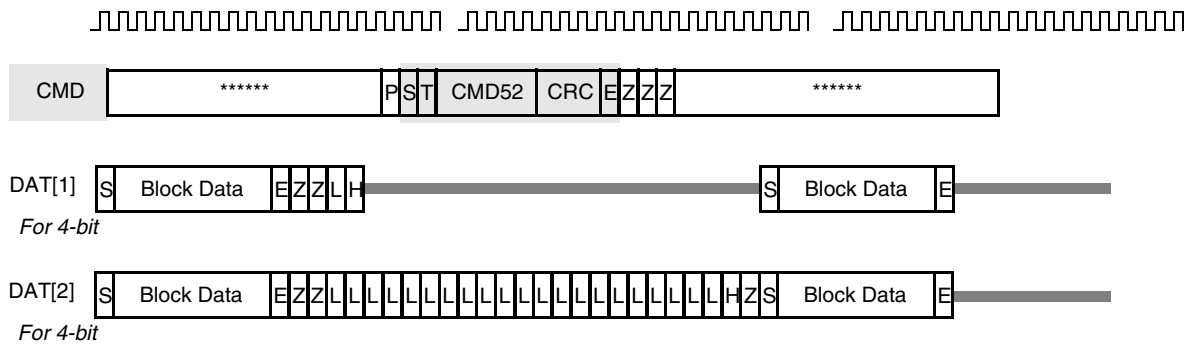 CMD ****** P S T CMD52 CRC E Z Z Z ******
DAT[1] S Block Data E Z Z L H S Block Data E
For 4-bit
DAT[2] S Block Data E Z Z L L L L L L L L L L L L L L L L L L L L L H Z S Block Data E
For 4-bit